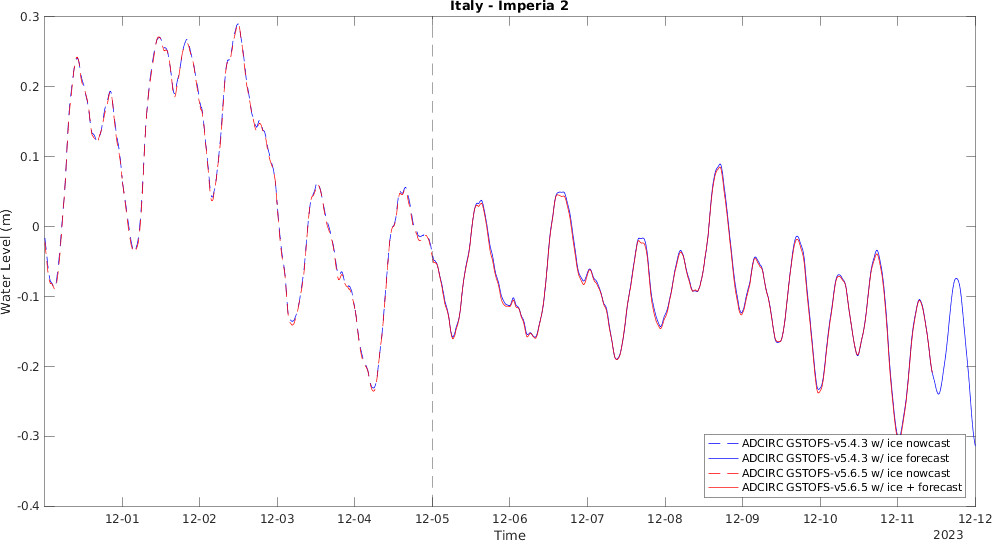 Italy - Imperia 2
Water Level (m)
0.3
0.2
0.1
0
-0.1
-0.2
-0.3
-0.4
ADCIRC GSTOFS-v5.4.3 w/ ice nowcast
ADCIRC GSTOFS-v5.4.3 w/ ice forecast
ADCIRC GSTOFS-v5.6.5 w/ ice nowcast
ADCIRC GSTOFS-v5.6.5 w/ ice + forecast
12-01 12-02 12-03 12-04 12-05 12-06 12-07 12-08 12-09 12-10 12-11 12-12
Time
2023